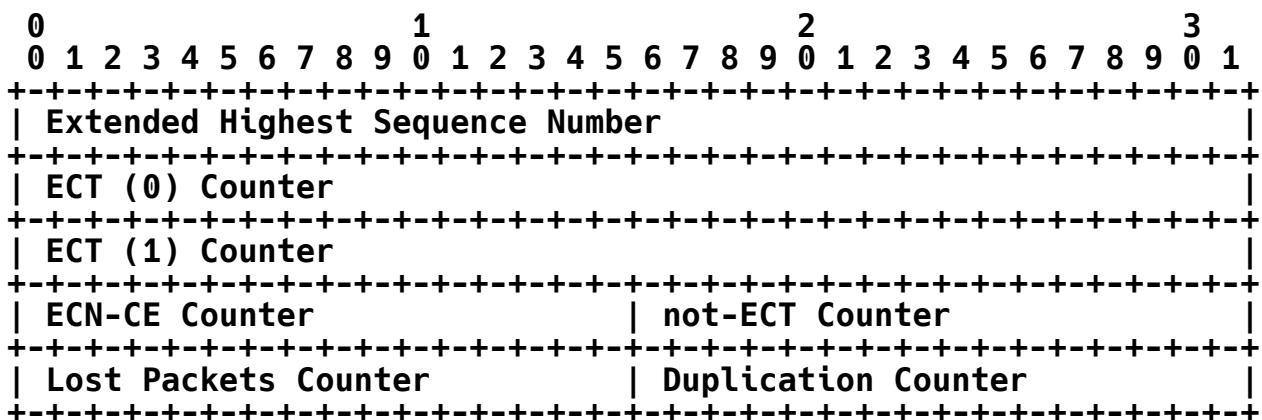 0                   1                   2                   3
 0 1 2 3 4 5 6 7 8 9 0 1 2 3 4 5 6 7 8 9 0 1 2 3 4 5 6 7 8 9 0 1
+-+-+-+-+-+-+-+-+-+-+-+-+-+-+-+-+-+-+-+-+-+-+-+-+-+-+-+-+-+-+-+-+
| Extended Highest Sequence Number                              |
+-+-+-+-+-+-+-+-+-+-+-+-+-+-+-+-+-+-+-+-+-+-+-+-+-+-+-+-+-+-+-+-+
| ECT (0) Counter                                               |
+-+-+-+-+-+-+-+-+-+-+-+-+-+-+-+-+-+-+-+-+-+-+-+-+-+-+-+-+-+-+-+-+
| ECT (1) Counter                                               |
+-+-+-+-+-+-+-+-+-+-+-+-+-+-+-+-+-+-+-+-+-+-+-+-+-+-+-+-+-+-+-+-+
| ECN-CE Counter                | not-ECT Counter               |
+-+-+-+-+-+-+-+-+-+-+-+-+-+-+-+-+-+-+-+-+-+-+-+-+-+-+-+-+-+-+-+-+
| Lost Packets Counter          | Duplication Counter           |
+-+-+-+-+-+-+-+-+-+-+-+-+-+-+-+-+-+-+-+-+-+-+-+-+-+-+-+-+-+-+-+-+